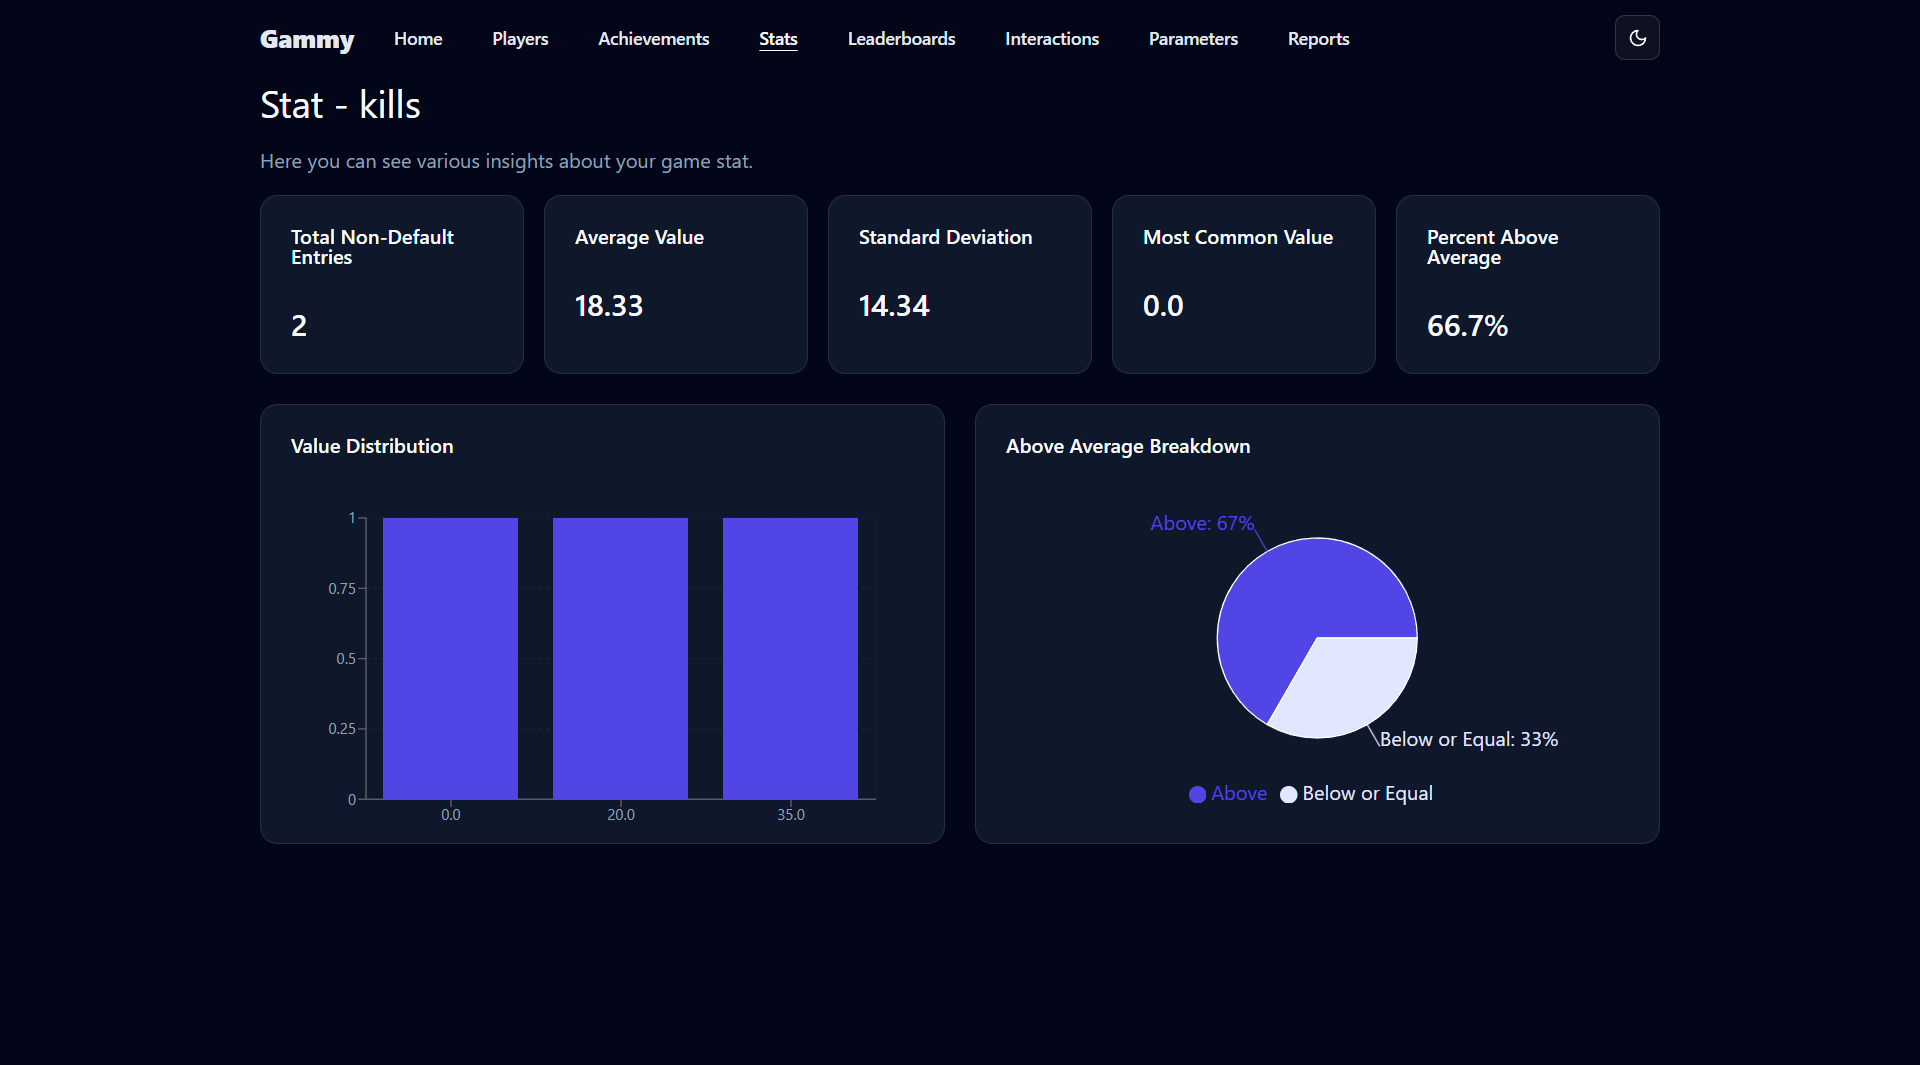 Gammy Home Players Achievements Stats Leaderboards Interactions Parameters Reports
Stat - kills
Here you can see various insights about your game stat.
Total Non-Default
Entries
2
Average Value
18.33
Standard Deviation
14.34
Most Common Value
0.0
Percent Above
Average
66.7%
Value Distribution
1
0.75
0.5
0.25
0
0.0 20.0 35.0
Above Average Breakdown
Above: 67%
Below or Equal: 33%
Above Below or Equal